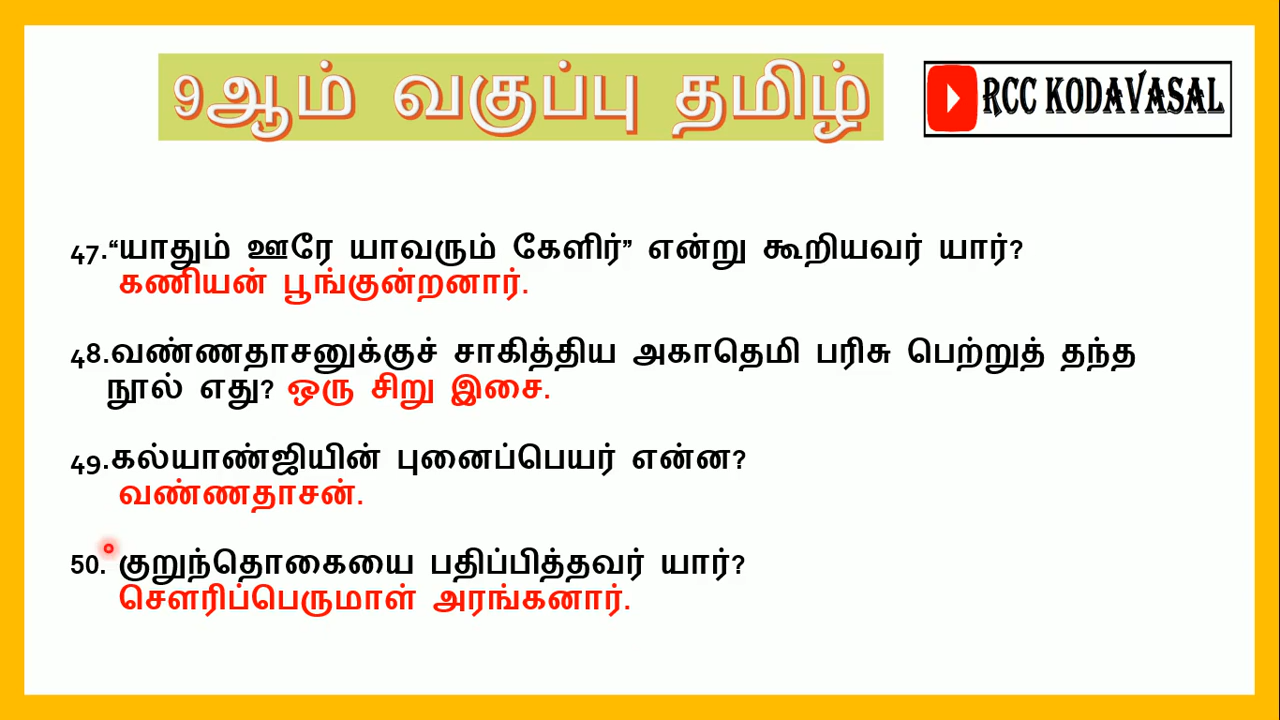 9ஆம் வகுப்பு தமிழ்
RCC KODAVASAL
47.“யாதும் ஊரே யாவரும் கேளிர்” என்று கூறியவர் யார்?
கணியன் பூங்குன்றனார்.
48.வண்ணதாசனுக்குச் சாகித்திய அகாதெமி பரிசு பெற்றுத் தந்த
நூல் எது? ஒரு சிறு இசை.
49.கல்யாண்ஜியின் புனைப்பெயர் என்ன?
வண்ணதாசன்.
50. குறுந்தொகையை பதிப்பித்தவர் யார்?
சௌரிப்பெருமாள் அரங்கனார்.